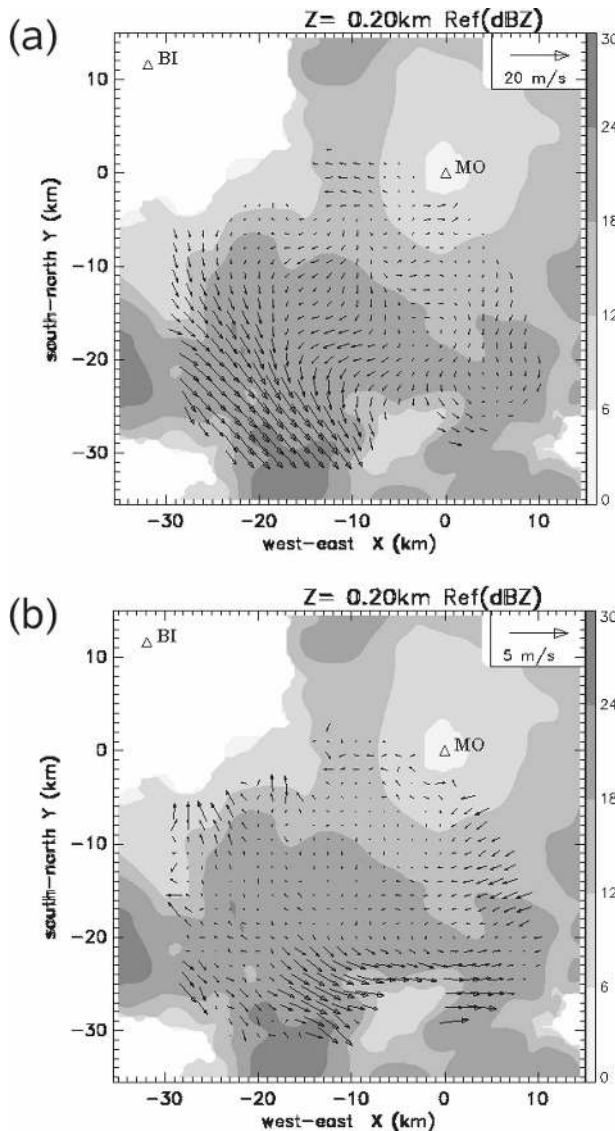 (a)
Z= 0.20km Ref(dBZ)
BI
20 m/s
MO
10
0
−10
−20
−30
south-north Y (km)
30
24
18
12
6
0
−30 −20 −10 0 10
west-east X (km)
(b)
Z= 0.20km Ref(dBZ)
BI
5 m/s
MO
10
0
−10
−20
−30
south-north Y (km)
30
24
18
12
6
0
−30 −20 −10 0 10
west-east X (km)